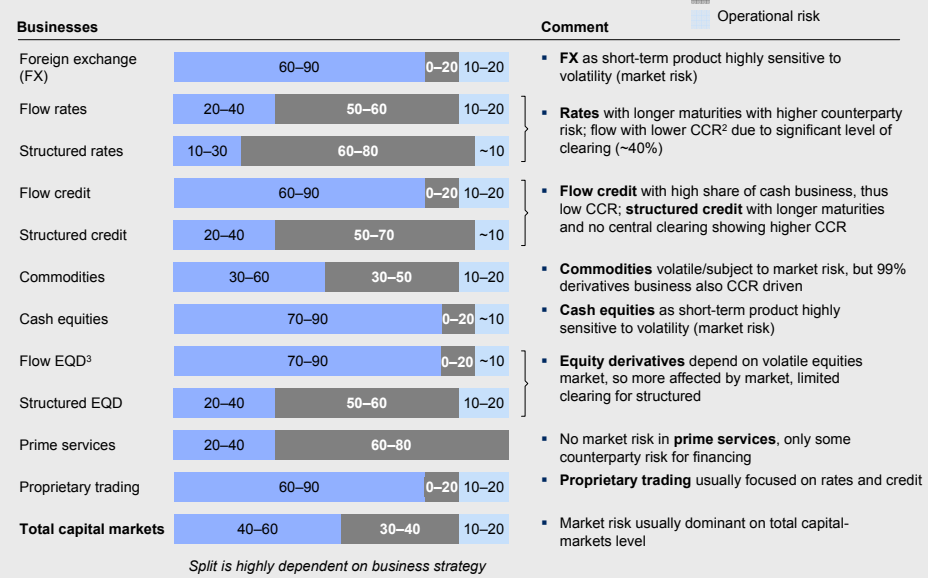 Operational risk
Businesses
Comment
Foreign exchange
(FX)
60–90
0–20
10–20
▪ FX as short-term product highly sensitive to
volatility (market risk)
Flow rates
20–40
50–60
10–20
Structured rates
10–30
60–80
~10
▪ Rates with longer maturities with higher counterparty
risk; flow with lower CCR² due to significant level of
clearing (~40%)
Flow credit
60–90
0–20
10–20
Structured credit
20–40
50–70
~10
▪ Flow credit with high share of cash business, thus
low CCR; structured credit with longer maturities
and no central clearing showing higher CCR
Commodities
30–60
30–50
10–20
▪ Commodities volatile/subject to market risk, but 99%
derivatives business also CCR driven
Cash equities
70–90
0–20
~10
▪ Cash equities as short-term product highly
sensitive to volatility (market risk)
Flow EQD³
70–90
0–20
~10
Structured EQD
20–40
50–60
10–20
▪ Equity derivatives depend on volatile equities
market, so more affected by market, limited
clearing for structured
Prime services
20–40
60–80
▪ No market risk in prime services, only some
counterparty risk for financing
Proprietary trading
60–90
0–20
10–20
▪ Proprietary trading usually focused on rates and credit
Total capital markets
40–60
30–40
10–20
▪ Market risk usually dominant on total capital-
markets level
Split is highly dependent on business strategy